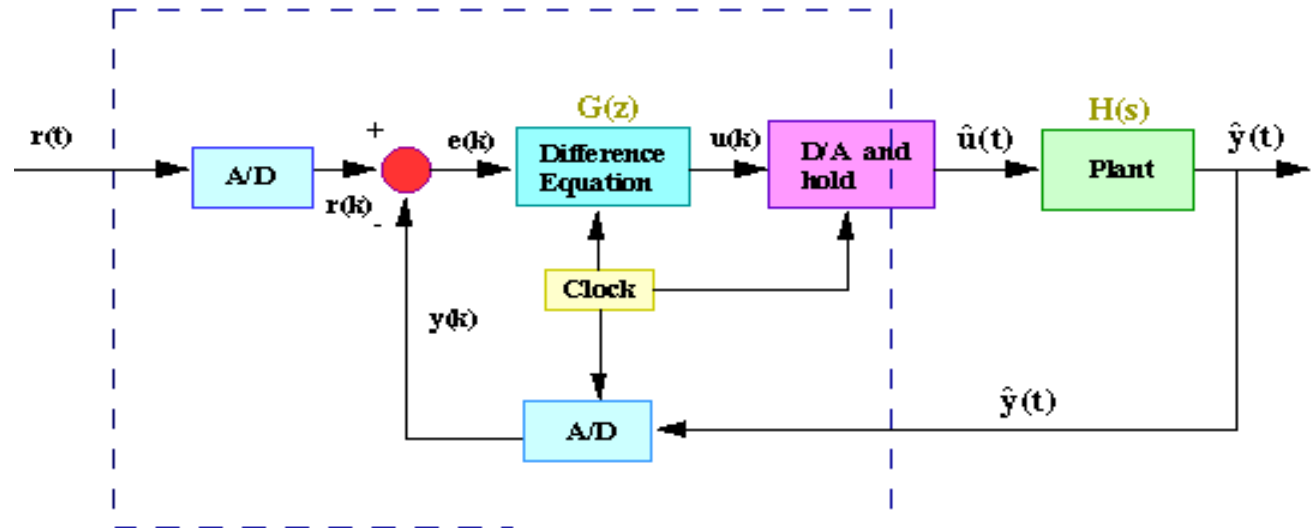 G(z)
H(s)
r(t)
+
e(k)
Difference
Equation
u(k)
D/A and
hold
û(t)
Plant
ŷ(t)
A/D
r(k)
-
Clock
y(k)
A/D
ŷ(t)